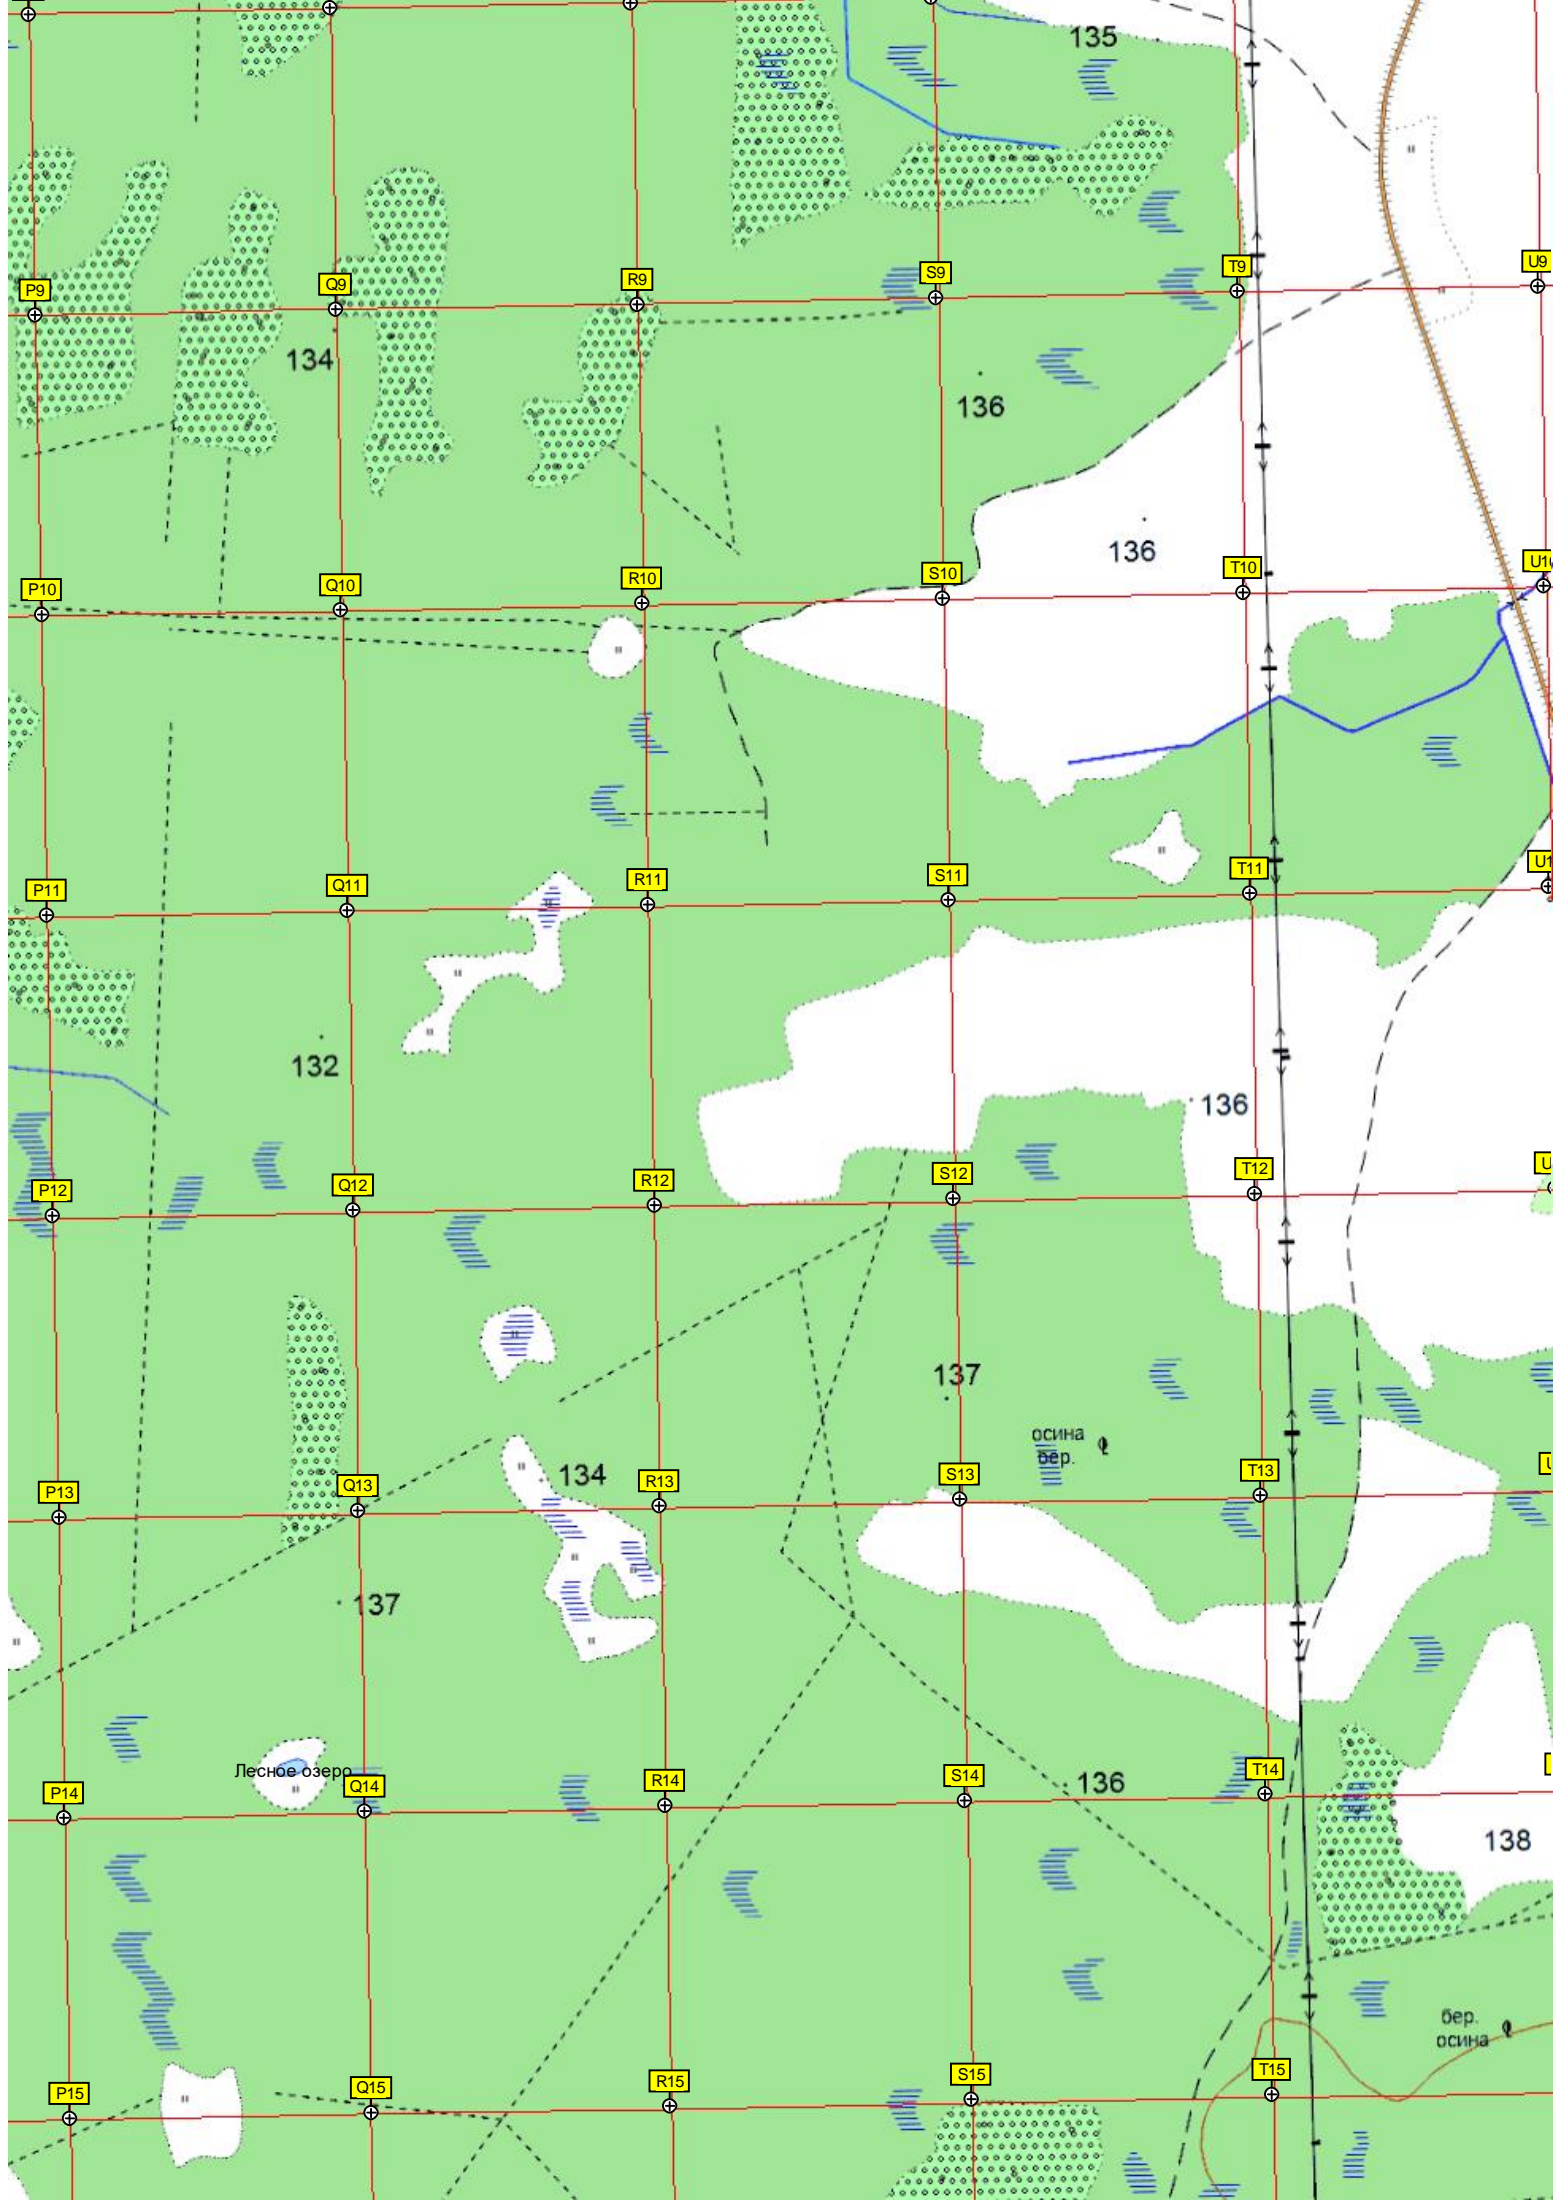 135
P9
Q9
R9
S9
T9
U9
134
136
136
P10
Q10
R10
S10
T10
P11
Q11
R11
S11
T11
132
136
P12
Q12
R12
S12
T12
137
осина
бер.
134
P13
Q13
R13
S13
T13
137
Лесное озеро
136
P14
Q14
R14
S14
T14
138
бер.
осина
P15
Q15
R15
S15
T15